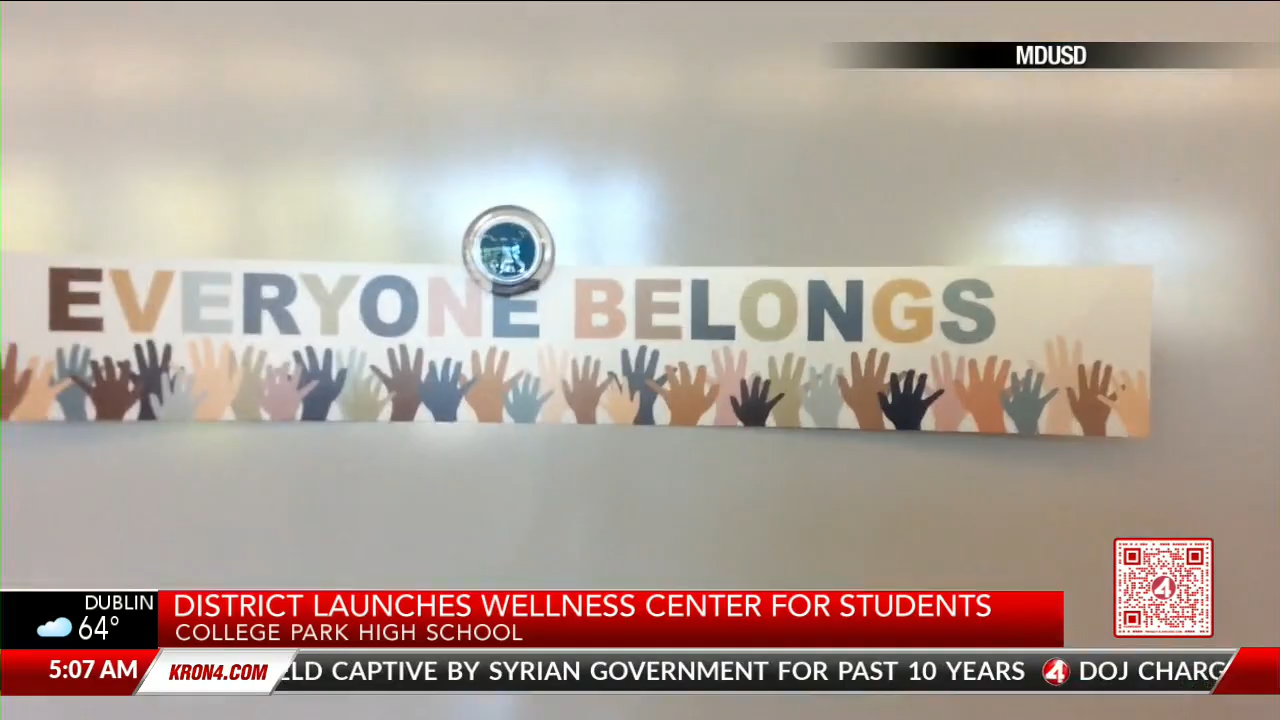 MDUSD
EVERYONE BELONGS
DUBLIN
64°
DISTRICT LAUNCHES WELLNESS CENTER FOR STUDENTS
COLLEGE PARK HIGH SCHOOL
5:07 AM
KRON4.COM
CAPTIVE BY SYRIAN GOVERNMENT FOR PAST 10 YEARS
4
DOJ
4